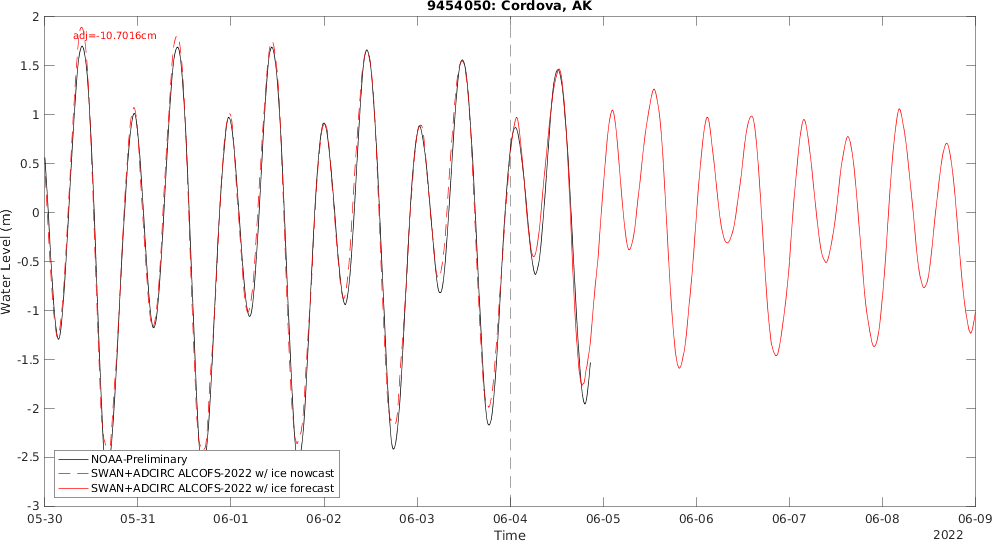 9454050: Cordova, AK
adj=-10.7016cm
2
1.5
1
0.5
0
-0.5
-1
-1.5
-2
-2.5
-3
Water Level (m)
NOAA-Preliminary
SWAN+ADCIRC ALCOFS-2022 w/ ice nowcast
SWAN+ADCIRC ALCOFS-2022 w/ ice forecast
05-30 05-31 06-01 06-02 06-03 06-04 06-05 06-06 06-07 06-08 06-09
Time
2022